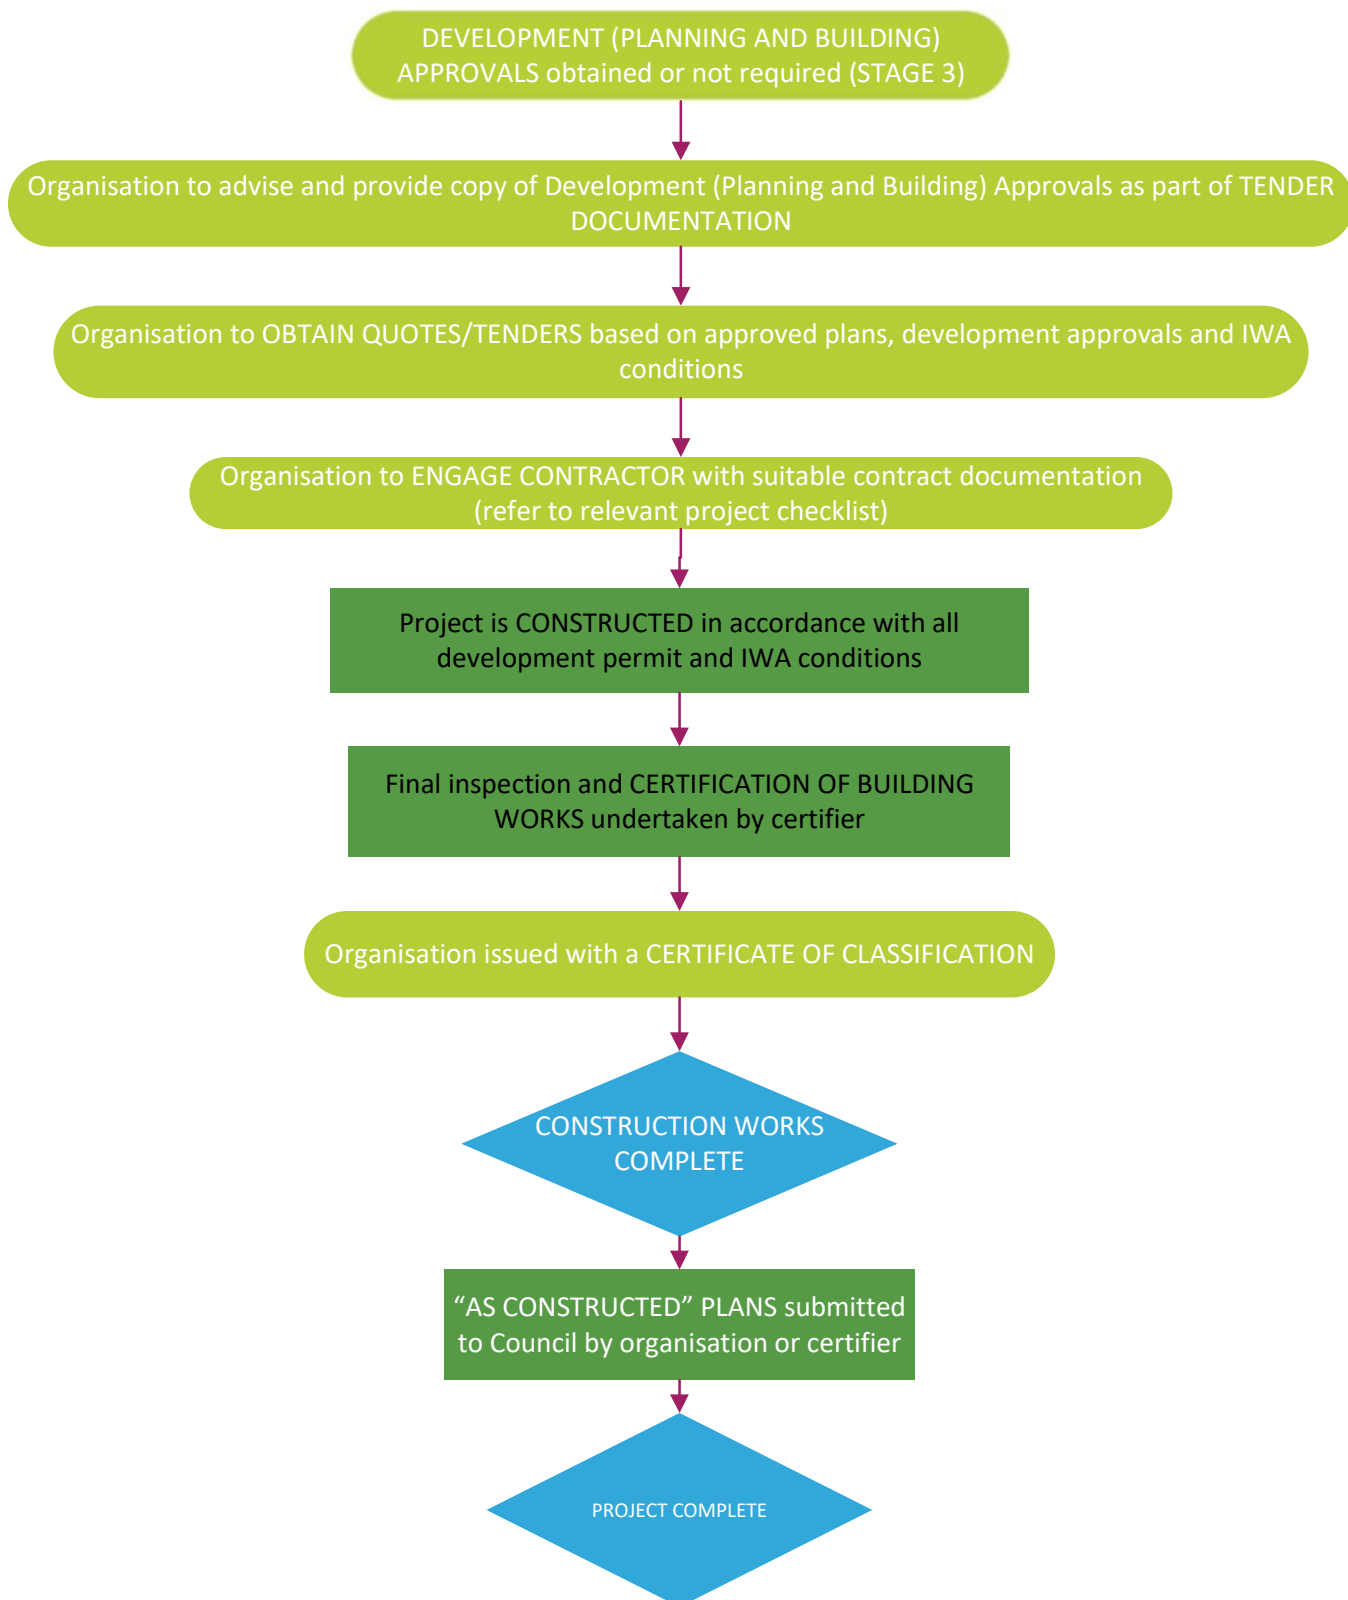 DEVELOPMENT (PLANNING AND BUILDING)
APPROVALS obtained or not required (STAGE 3)
Organisation to advise and provide copy of Development (Planning and Building) Approvals as part of TENDER
DOCUMENTATION
Organisation to OBTAIN QUOTES/TENDERS based on approved plans, development approvals and IWA
conditions
Organisation to ENGAGE CONTRACTOR with suitable contract documentation
(refer to relevant project checklist)
Project is CONSTRUCTED in accordance with all
development permit and IWA conditions
Final inspection and CERTIFICATION OF BUILDING
WORKS undertaken by certifier
Organisation issued with a CERTIFICATE OF CLASSIFICATION
CONSTRUCTION WORKS
COMPLETE
“AS CONSTRUCTED” PLANS submitted
to Council by organisation or certifier
PROJECT COMPLETE